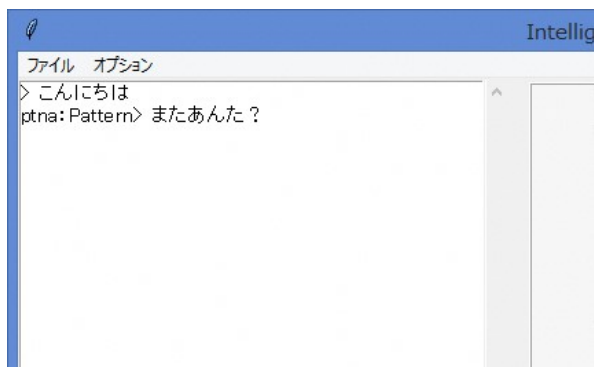 Intellig
ファイル オプション
> こんにちは
ptna:Pattern> またあんた？